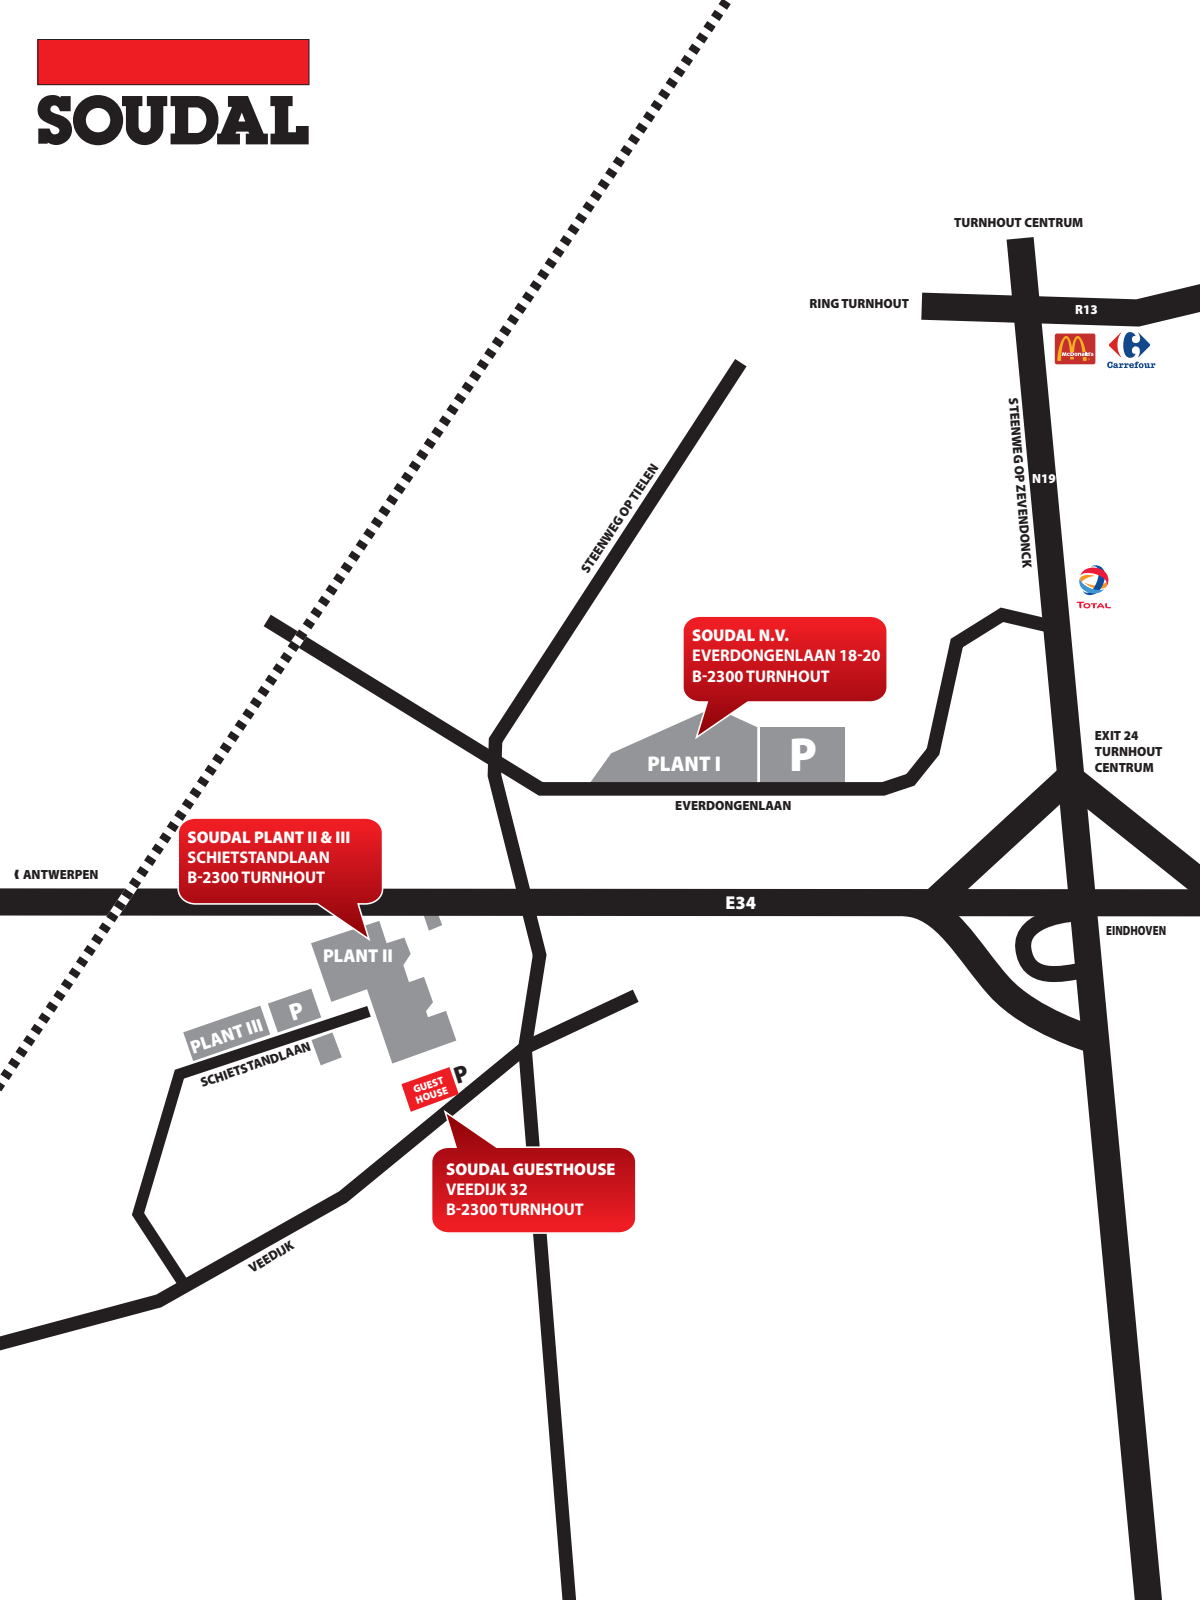 SOUDAL
TURNHOUT CENTRUM
RING TURNHOUT
R13
McDonald's
Carrefour
STEENWEG OP ZEVENDONCK
N19
STEENWEG OP TIELEN
TOTAL
SOUDAL N.V.
EVERDONGENLAAN 18-20
B-2300 TURNHOUT
PLANT I
P
EVERDONGENLAAN
EXIT 24
TURNHOUT
CENTRUM
SOUDAL PLANT II & III
SCHIETSTANDLAAN
B-2300 TURNHOUT
ANTWERPEN
E34
EINDHOVEN
PLANT II
P
PLANT III
SCHIETSTANDLAAN
GUEST
HOUSE
P
SOUDAL GUESTHOUSE
VEEDIJK 32
B-2300 TURNHOUT
VEEDIJK